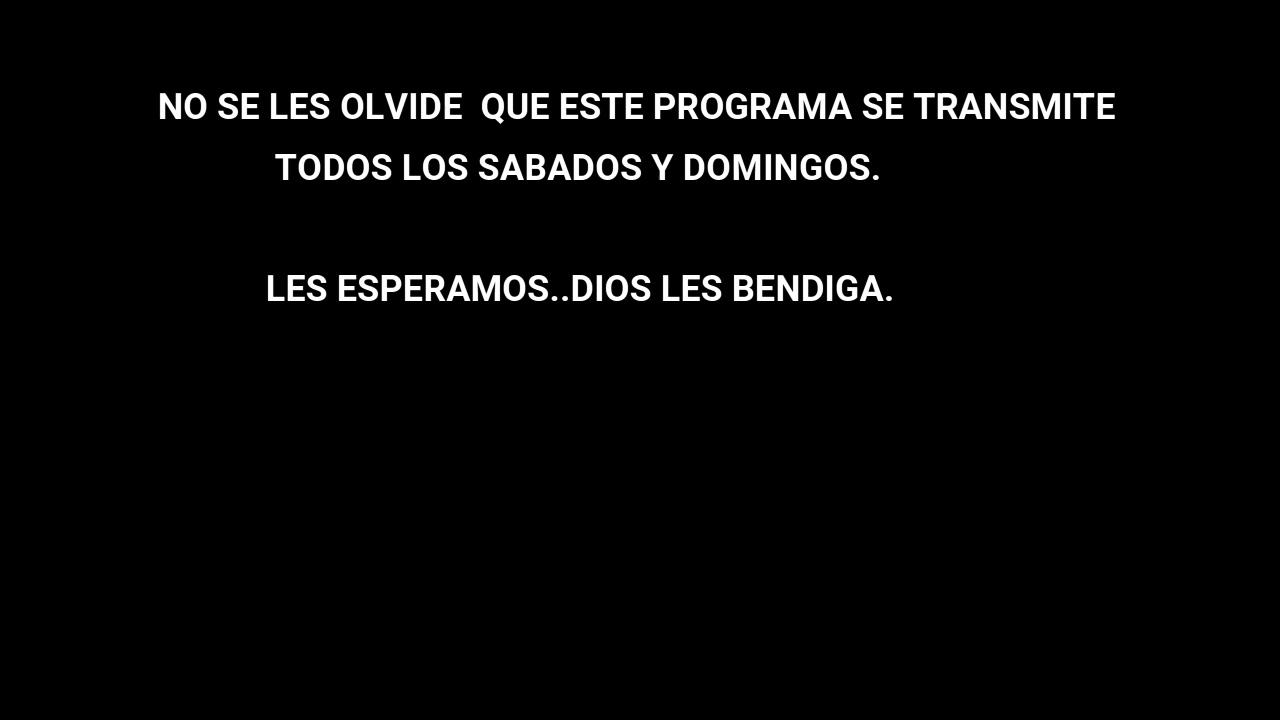 NO SE LES OLVIDE  QUE ESTE PROGRAMA SE TRANSMITE
TODOS LOS SABADOS Y DOMINGOS.
LES ESPERAMOS..DIOS LES BENDIGA.